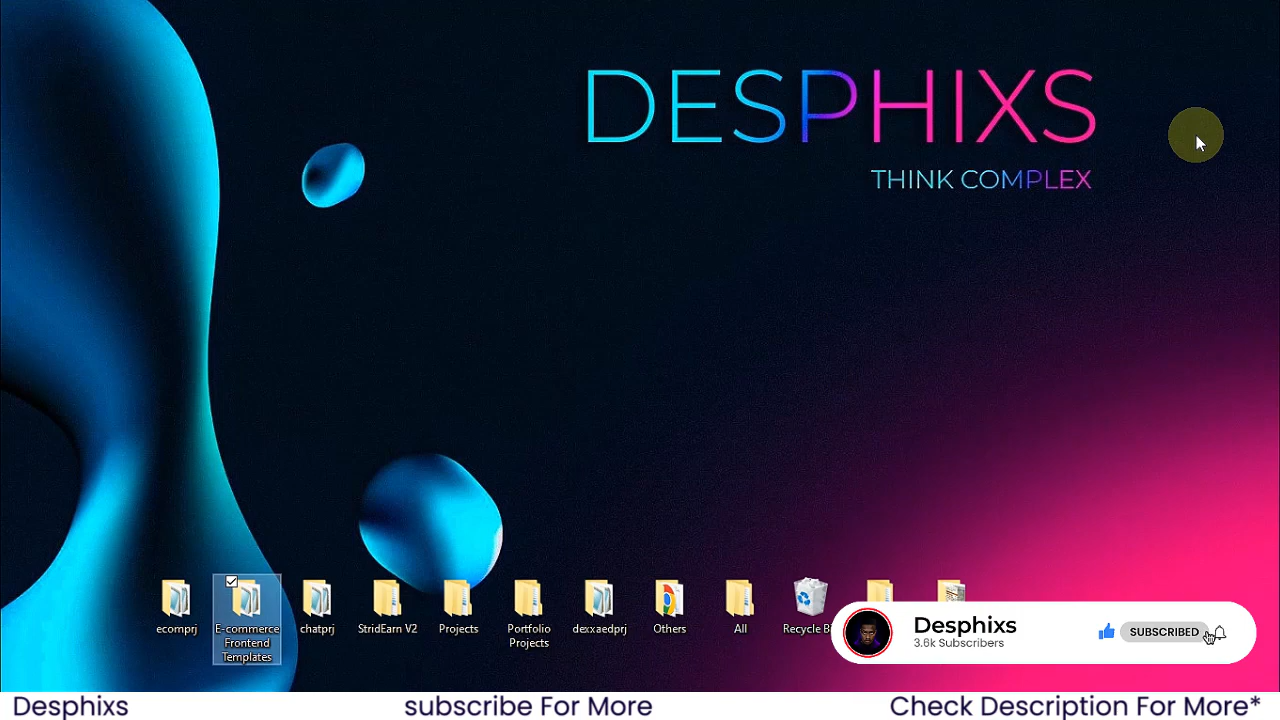 DESPHIXS
THINK COMPLEX
ecomprj
E-commerce
Frontend
Templates
chatprj
StridEarn V2
Projects
Portfolio
Projects
dexxaedprj
Others
All
Recycle B
Desphixs
3.6k Subscribers
SUBSCRIBED
Desphixs
subscribe For More
Check Description For More*